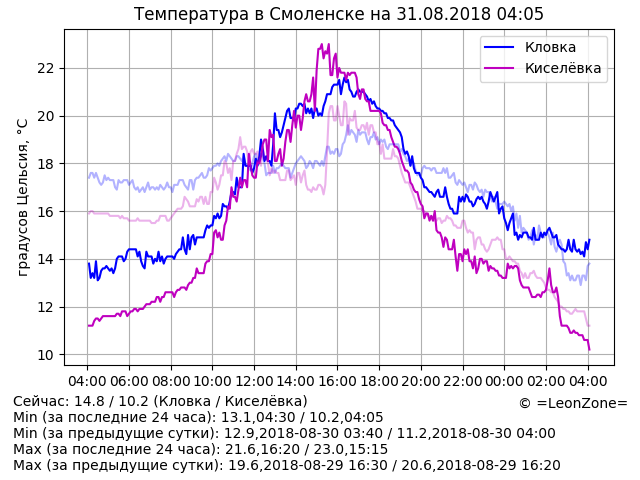 Температура в Смоленске на 31.08.2018 04:05
градусов Цельсия, °C
22
20
18
16
14
12
10
Кловка
Киселёвка
04:00 06:00 08:00 10:00 12:00 14:00 16:00 18:00 20:00 22:00 00:00 02:00 04:00
Сейчас: 14.8 / 10.2 (Кловка / Киселёвка)
© =LeonZone=
Min (за последние 24 часа): 13.1,04:30 / 10.2,04:05
Min (за предыдущие сутки): 12.9,2018-08-30 03:40 / 11.2,2018-08-30 04:00
Max (за последние 24 часа): 21.6,16:20 / 23.0,15:15
Max (за предыдущие сутки): 19.6,2018-08-29 16:30 / 20.6,2018-08-29 16:20